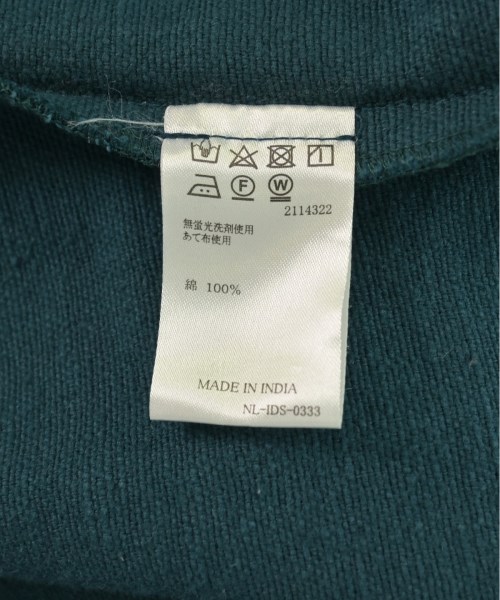 F W
2114322
無蛍光洗剤使用
あて布使用
綿 100%
MADE IN INDIA
NL-IDS-0333